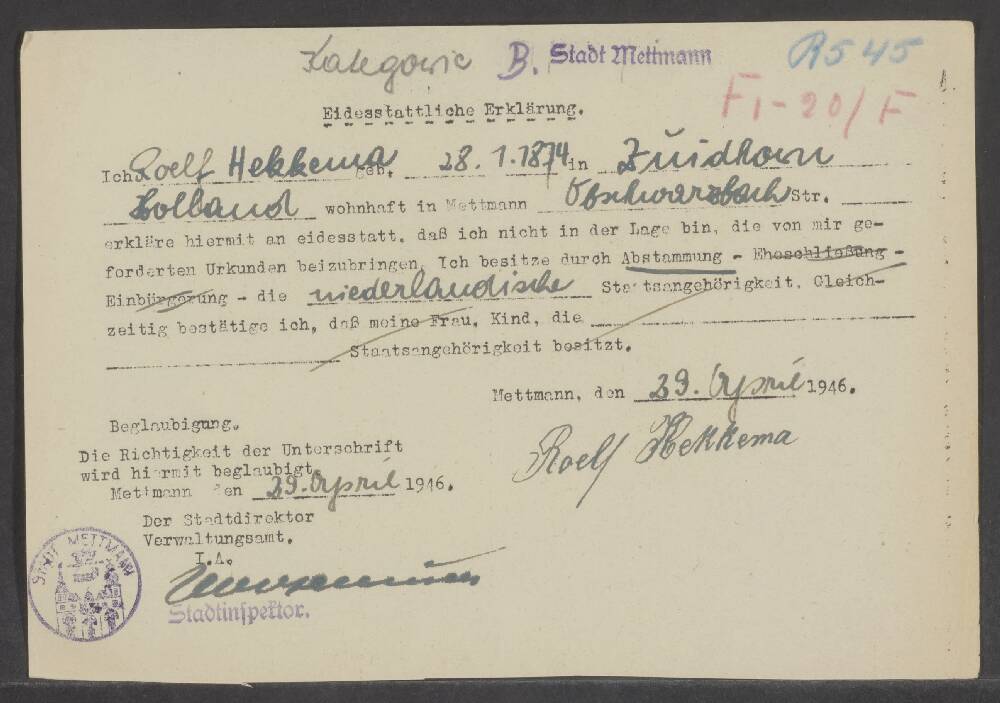 Kategorie B. Stadt Mettmann R545
F1-20/F
Eidesstattliche Erklärung.
Ich Roelf Hekkema geb. 28. 1. 1874 in Zuidhorn
Holland wohnhaft in Mettmann Obschwarzbach Str.
erkläre hiermit an eidesstatt, daß ich nicht in der Lage bin, die von mir ge-
forderten Urkunden beizubringen. Ich besitze durch Abstammung - Eheschließung -
Einbürgerung - die niederländische Staatsangehörigkeit. Gleich-
zeitig bestätige ich, daß meine Frau, Kind, die
Staatsangehörigkeit besitzt.
Mettmann, den 29. April 1946.
Roelf Hekkema
Beglaubigung.
Die Richtigkeit der Unterschrift
wird hiermit beglaubigt
Mettmann den 29. April 1946.
Der Stadtdirektor
Verwaltungsamt.
I.A.
Stadtinspektor.
STADT METTMANN